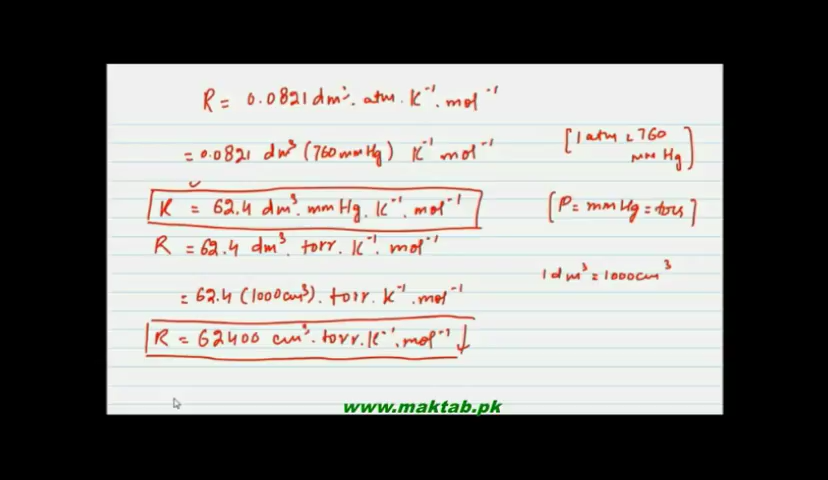 R = 0.0821 dm³. atm. K⁻¹. mol⁻¹
= 0.0821 dm³ (760 mmHg) K⁻¹ mol⁻¹
[1 atm = 760
mm Hg]
R = 62.4 dm³. mmHg. K⁻¹. mol⁻¹
[P = mmHg = torr]
R = 62.4 dm³. torr. K⁻¹. mol⁻¹
1 dm³ = 1000 cm³
= 62.4 (1000 cm³). torr. K⁻¹. mol⁻¹
R = 62400 cm³. torr. K⁻¹. mol⁻¹
www.maktab.pk